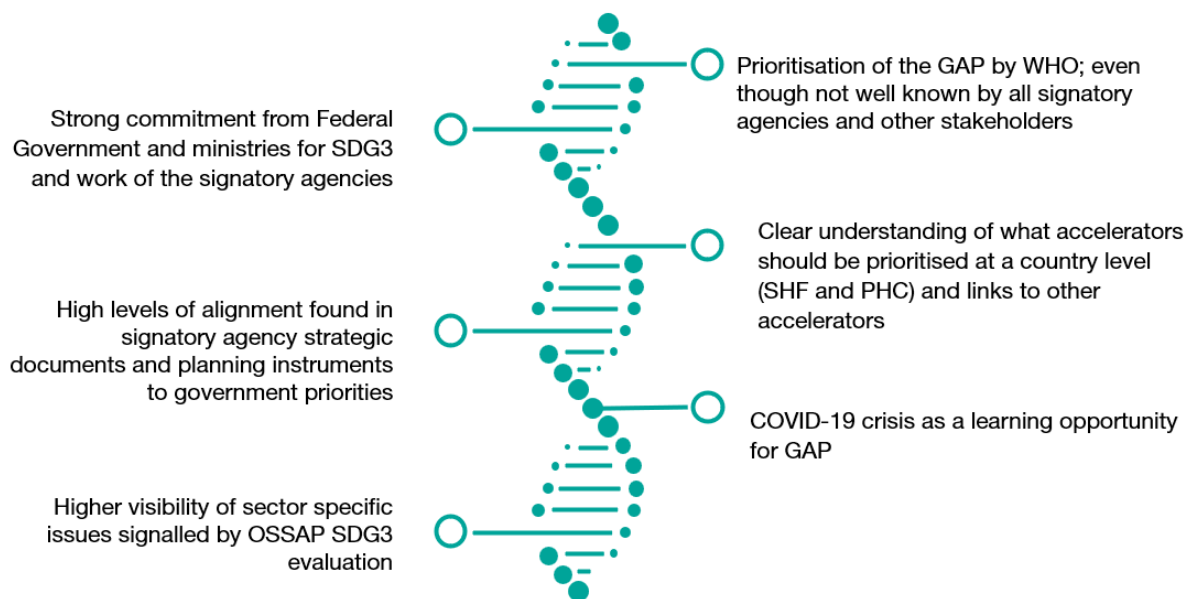 Prioritisation of the GAP by WHO; even
though not well known by all signatory
agencies and other stakeholders
Strong commitment from Federal
Government and ministries for SDG3
and work of the signatory agencies
Clear understanding of what accelerators
should be prioritised at a country level
(SHF and PHC) and links to other
accelerators
High levels of alignment found in
signatory agency strategic
documents and planning instruments
to government priorities
COVID-19 crisis as a learning opportunity
for GAP
Higher visibility of sector specific
issues signalled by OSSAP SDG3
evaluation